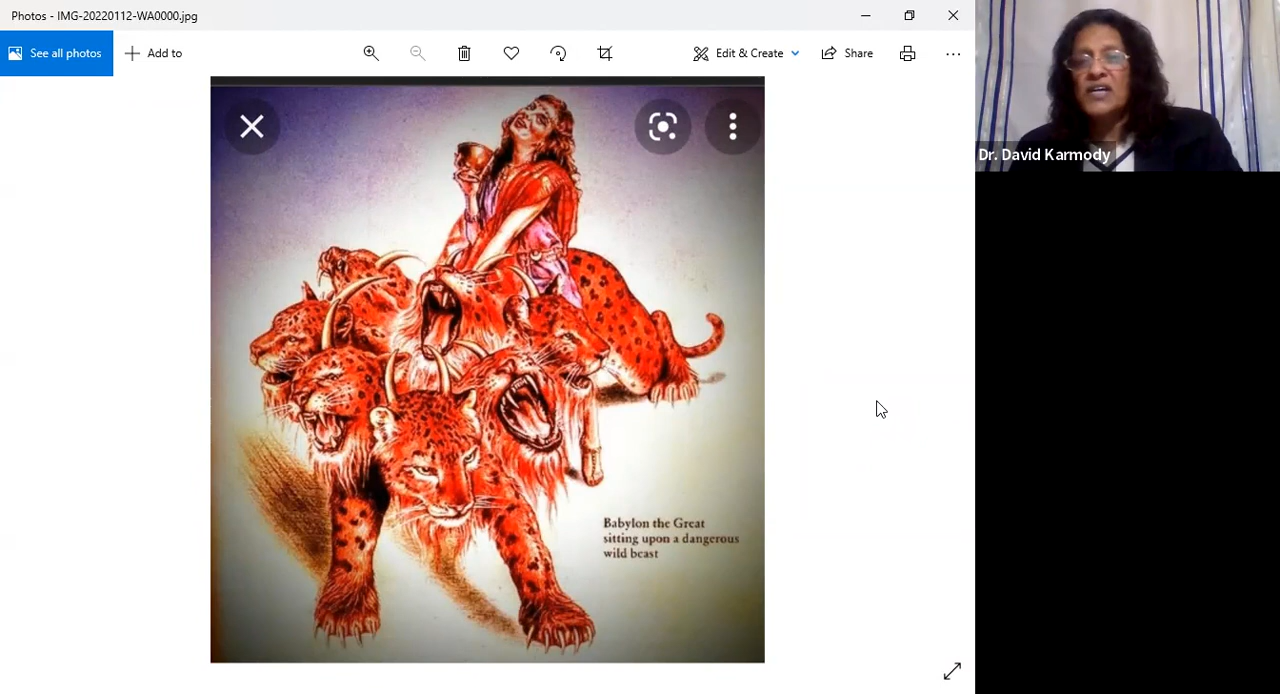 Photos - IMG-20220112-WA0000.jpg
See all photos
Add to
Edit & Create
Share
Dr. David Karmody
Babylon the Great
sitting upon a dangerous
wild beast